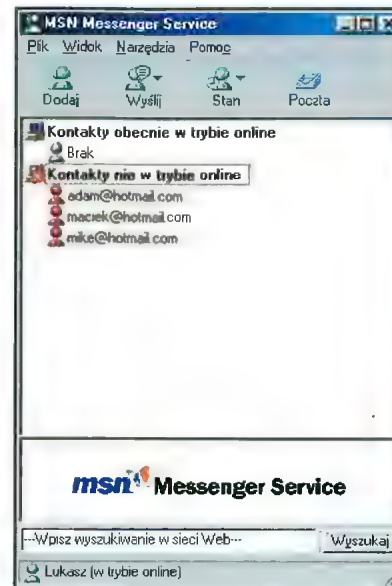 MSN Messenger Service
Plik Widok Narzędzia Pomoc
Dodaj Wyślij Stan Poczta
Kontakty obecnie w trybie online
Brak
Kontakty nie w trybie online
adam@hotmail.com
maciek@hotmail.com
mike@hotmail.com
msn Messenger Service
---Wpisz wyszukiwanie w sieci Web--- Wyszukaj
Lukasz (w trybie online)